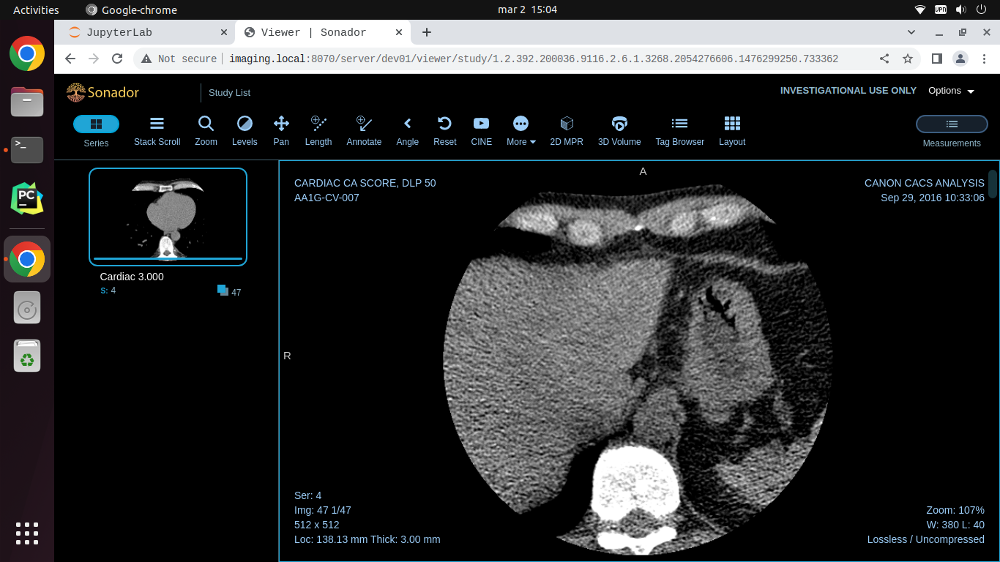 Activities
Google-chrome
mar 2 15:04
VPN
JupyterLab
Viewer | Sonador
Not secure
imaging.local:8070/server/dev01/viewer/study/1.2.392.200036.9116.2.6.1.3268.2054276606.1476299250.733362
Sonador
Study List
INVESTIGATIONAL USE ONLY
Options
Series
Stack Scroll
Zoom
Levels
Pan
Length
Annotate
Angle
Reset
CINE
More
2D MPR
3D Volume
Tag Browser
Layout
Measurements
>_
PC
Cardiac 3.000
S: 4
47
CARDIAC CA SCORE, DLP 50
AA1G-CV-007
A
CANON CACS ANALYSIS
Sep 29, 2016 10:33:06
R
Ser: 4
Img: 47 1/47
512 x 512
Loc: 138.13 mm Thick: 3.00 mm
Zoom: 107%
W: 380 L: 40
Lossless / Uncompressed